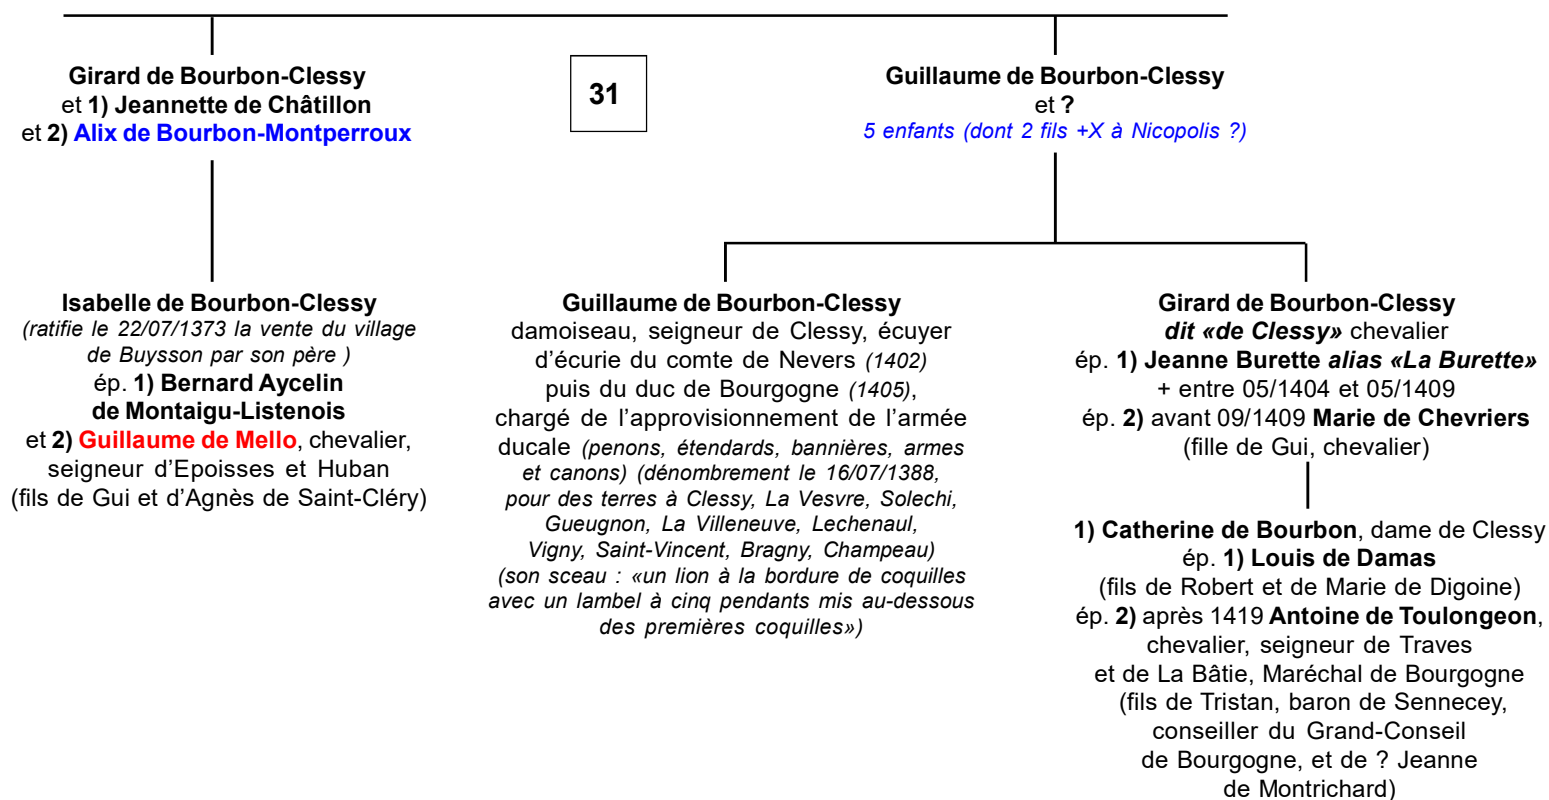 Girard de Bourbon-Clessy
et 1) Jeannette de Châtillon
et 2) Alix de Bourbon-Montperroux
31
Guillaume de Bourbon-Clessy
et ?
5 enfants (dont 2 fils +X à Nicopolis ?)
Isabelle de Bourbon-Clessy
(ratifie le 22/07/1373 la vente du village
de Buysson par son père )
ép. 1) Bernard Aycelin
de Montaigu-Listenois
et 2) Guillaume de Mello, chevalier,
seigneur d’Epoisses et Huban
(fils de Gui et d’Agnès de Saint-Cléry)
Guillaume de Bourbon-Clessy
damoiseau, seigneur de Clessy, écuyer
d’écurie du comte de Nevers (1402)
puis du duc de Bourgogne (1405),
chargé de l’approvisionnement de l’armée
ducale (penons, étendards, bannières, armes
et canons) (dénombrement le 16/07/1388,
pour des terres à Clessy, La Vesvre, Solechi,
Gueugnon, La Villeneuve, Lechenaul,
Vigny, Saint-Vincent, Bragny, Champeau)
(son sceau : «un lion à la bordure de coquilles
avec un lambel à cinq pendants mis au-dessous
des premières coquilles»)
Girard de Bourbon-Clessy
dit «de Clessy» chevalier
ép. 1) Jeanne Burette alias «La Burette»
+ entre 05/1404 et 05/1409
ép. 2) avant 09/1409 Marie de Chevriers
(fille de Gui, chevalier)
1) Catherine de Bourbon, dame de Clessy
ép. 1) Louis de Damas
(fils de Robert et de Marie de Digoine)
ép. 2) après 1419 Antoine de Toulongeon,
chevalier, seigneur de Traves
et de La Bâtie, Maréchal de Bourgogne
(fils de Tristan, baron de Sennecey,
conseiller du Grand-Conseil
de Bourgogne, et de ? Jeanne
de Montrichard)